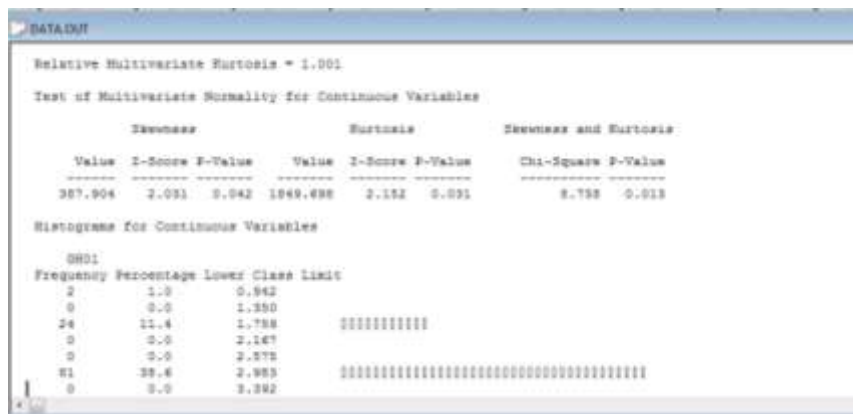 DATA.OUT
Relative Multivariate Kurtosis = 1.001
Test of Multivariate Normality for Continuous Variables
Skewness Kurtosis Skewness and Kurtosis
Value Z-Score P-Value Value Z-Score P-Value Chi-Square P-Value
387.904 2.031 0.042 1849.698 2.152 0.031 8.758 0.013
Histograms for Continuous Variables
Frequency Percentage Lower Class Limit
2 1.0 0.942
0 0.0 1.350
24 11.4 1.758
0 0.0 2.167
0 0.0 2.575
81 38.6 2.983
0 0.0 3.392